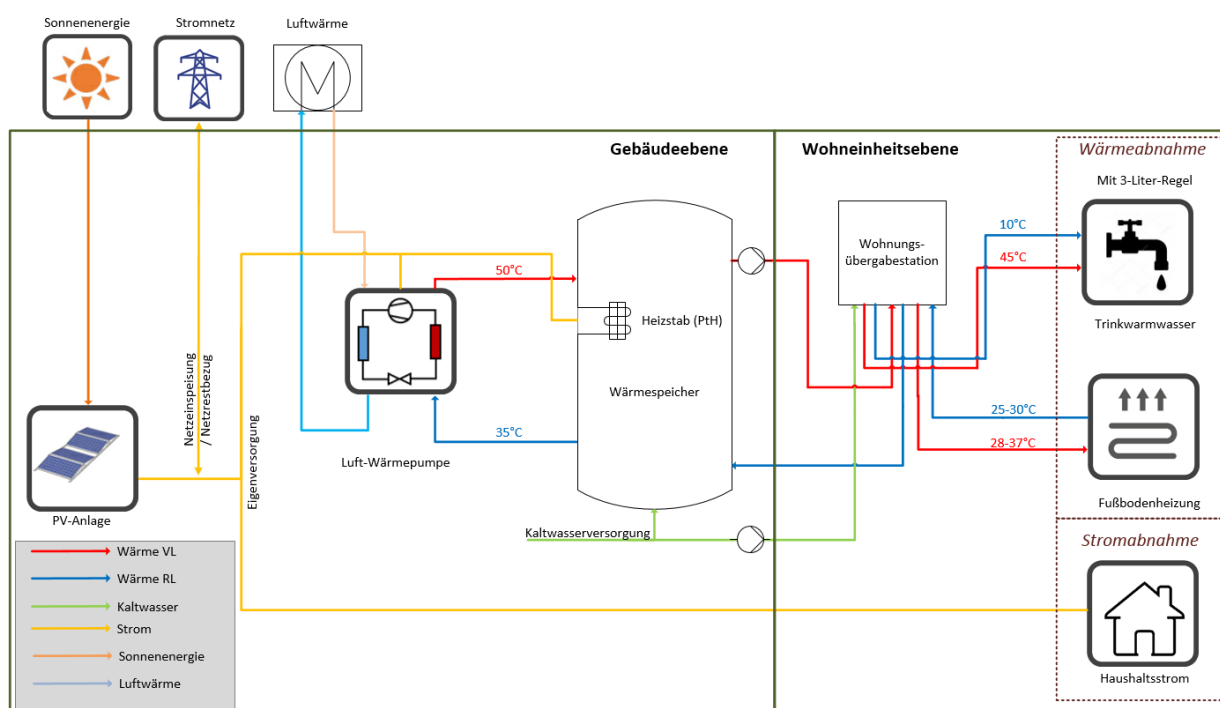 Sonnenenergie
Stromnetz
Luftwärme
Gebäudeebene
Wohneinheitsebene
Wärmeabnahme
Mit 3-Liter-Regel
10°C
45°C
Wohnungs-
übergabestation
Trinkwarmwasser
50°C
Heizstab (PtH)
Wärmespeicher
35°C
Luft-Wärmepumpe
25-30°C
28-37°C
Fußbodenheizung
Netzeinspeisung
/ Netzrestbezug
Eigenversorgung
PV-Anlage
Kaltwasserversorgung
Stromabnahme
Haushaltsstrom
Wärme VL
Wärme RL
Kaltwasser
Strom
Sonnenenergie
Luftwärme